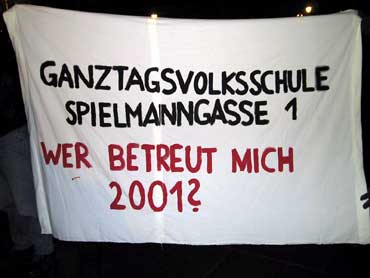 GANZTAGSVOLKSSCHULE
SPIELMANNGASSE 1
WER BETREUT MICH
2001?